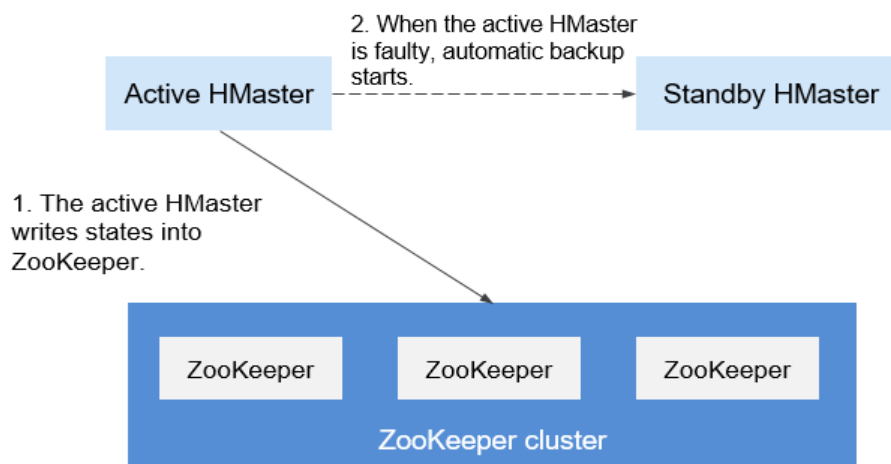 2. When the active HMaster
is faulty, automatic backup
starts.
Active HMaster
Standby HMaster
1. The active HMaster
writes states into
ZooKeeper.
ZooKeeper
ZooKeeper
ZooKeeper
ZooKeeper cluster